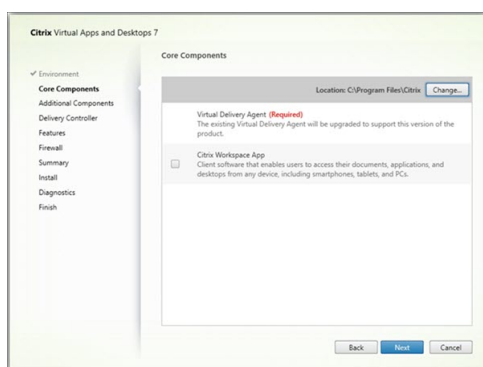 Citrix Virtual Apps and Desktops 7
Core Components
✔ Environment
Core Components
Additional Components
Delivery Controller
Features
Firewall
Summary
Install
Diagnostics
Finish
Location: C:\Program Files\Citrix Change...
Virtual Delivery Agent (Required)
The existing Virtual Delivery Agent will be upgraded to support this version of the
product.
Citrix Workspace App
Client software that enables users to access their documents, applications, and
desktops from any device, including smartphones, tablets, and PCs.
Back Next Cancel